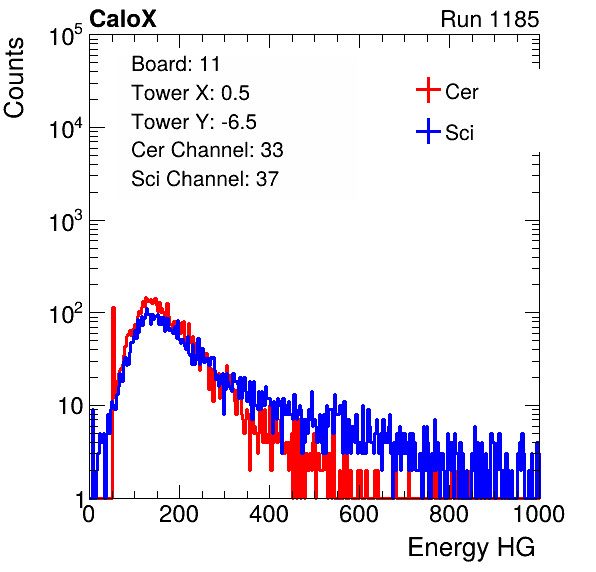 CaloX
Run 1185
Counts
Board: 11
Tower X: 0.5
Tower Y: -6.5
Cer Channel: 33
Sci Channel: 37
Cer
Sci
10^5
10^4
10^3
10^2
10
1
0 200 400 600 800 1000
Energy HG